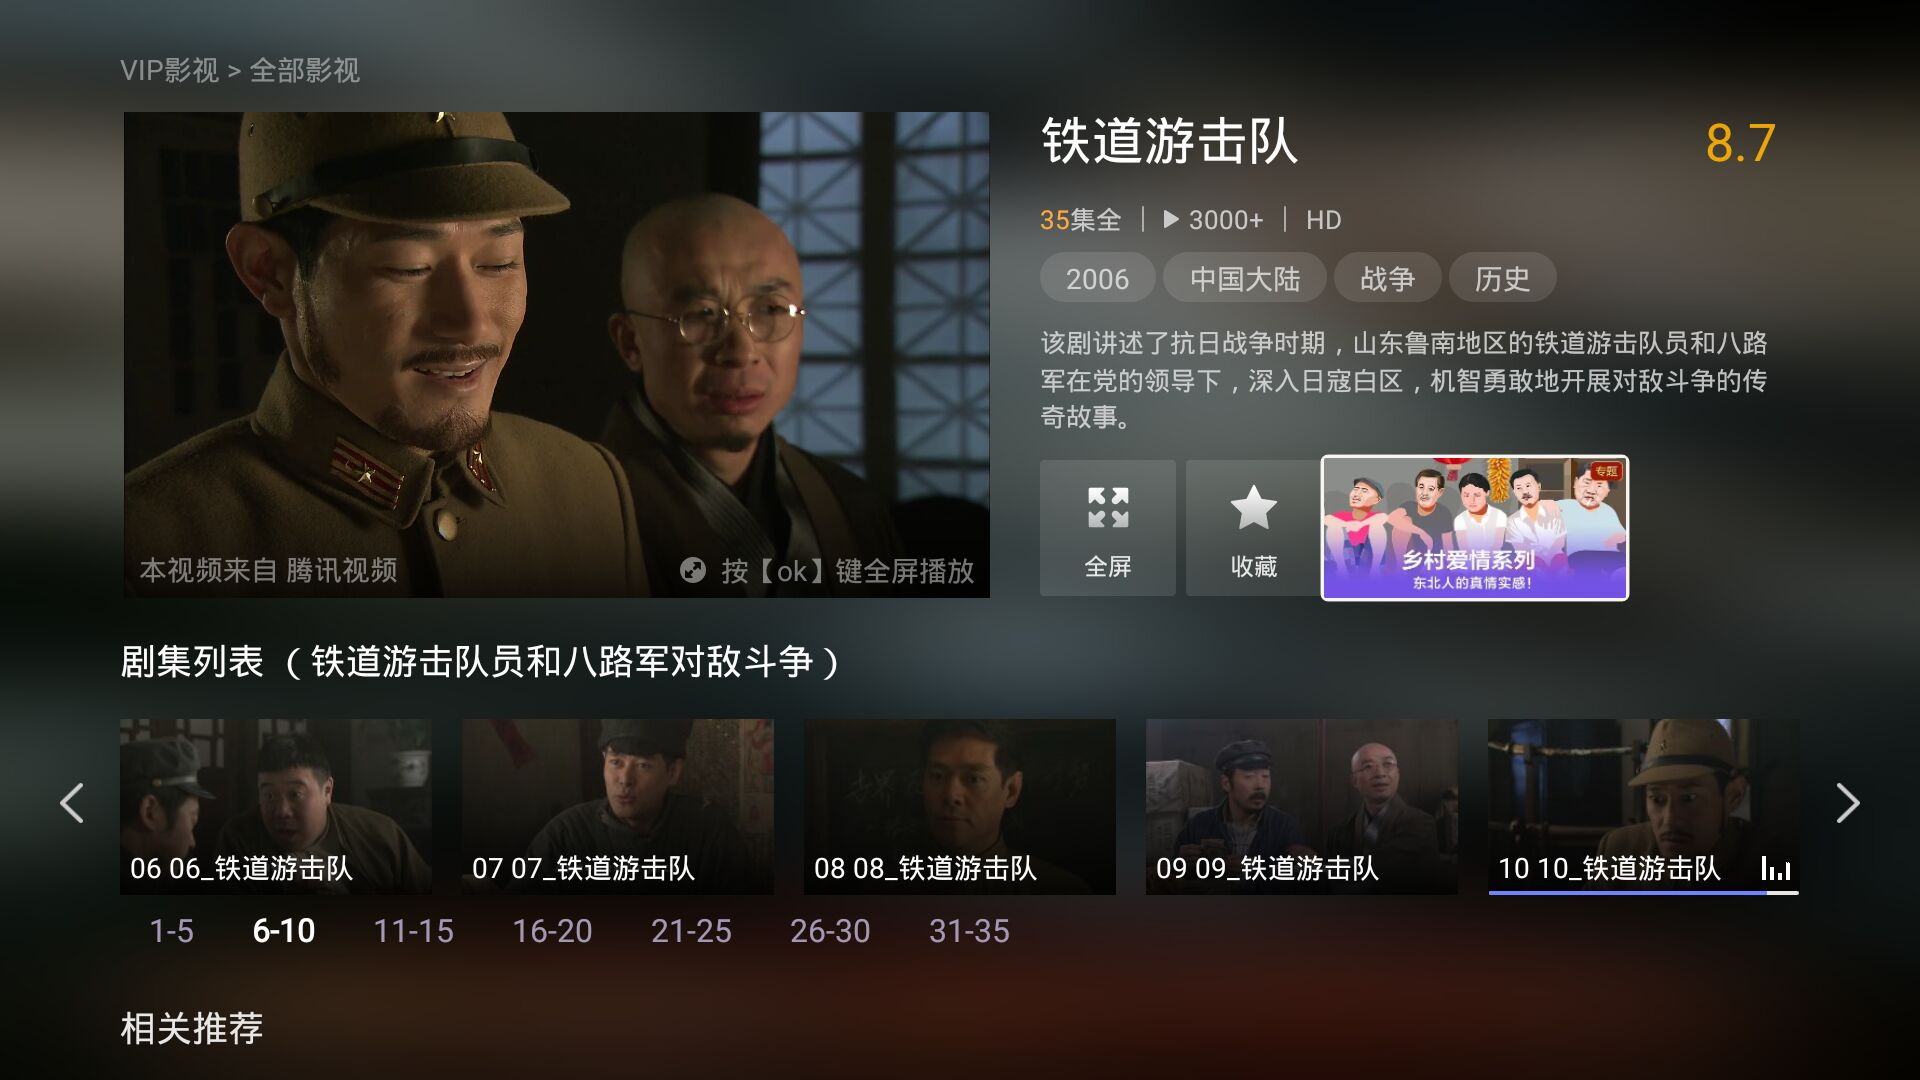 VIP影视 > 全部影视
本视频来自 腾讯视频
按【ok】键全屏播放
铁道游击队
8.7
35集全 | 3000+ | HD
2006 中国大陆 战争 历史
该剧讲述了抗日战争时期，山东鲁南地区的铁道游击队员和八路
军在党的领导下，深入日寇白区，机智勇敢地开展对敌斗争的传
奇故事。
全屏
收藏
专题
乡村爱情系列
东北人的真情实感！
剧集列表（铁道游击队员和八路军对敌斗争）
06 06_铁道游击队
07 07_铁道游击队
08 08_铁道游击队
09 09_铁道游击队
10 10_铁道游击队
1-5 6-10 11-15 16-20 21-25 26-30 31-35
相关推荐